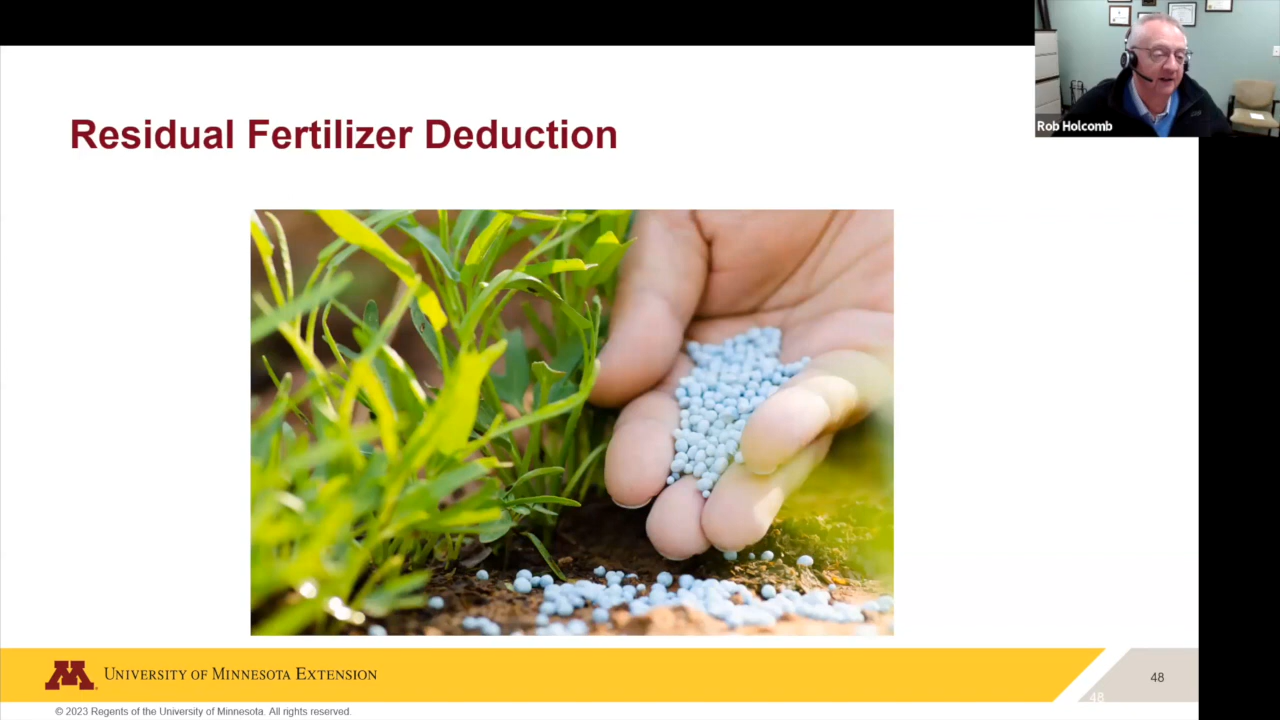 Rob Holcomb
Residual Fertilizer Deduction
UNIVERSITY OF MINNESOTA EXTENSION
48
48
© 2023 Regents of the University of Minnesota. All rights reserved.